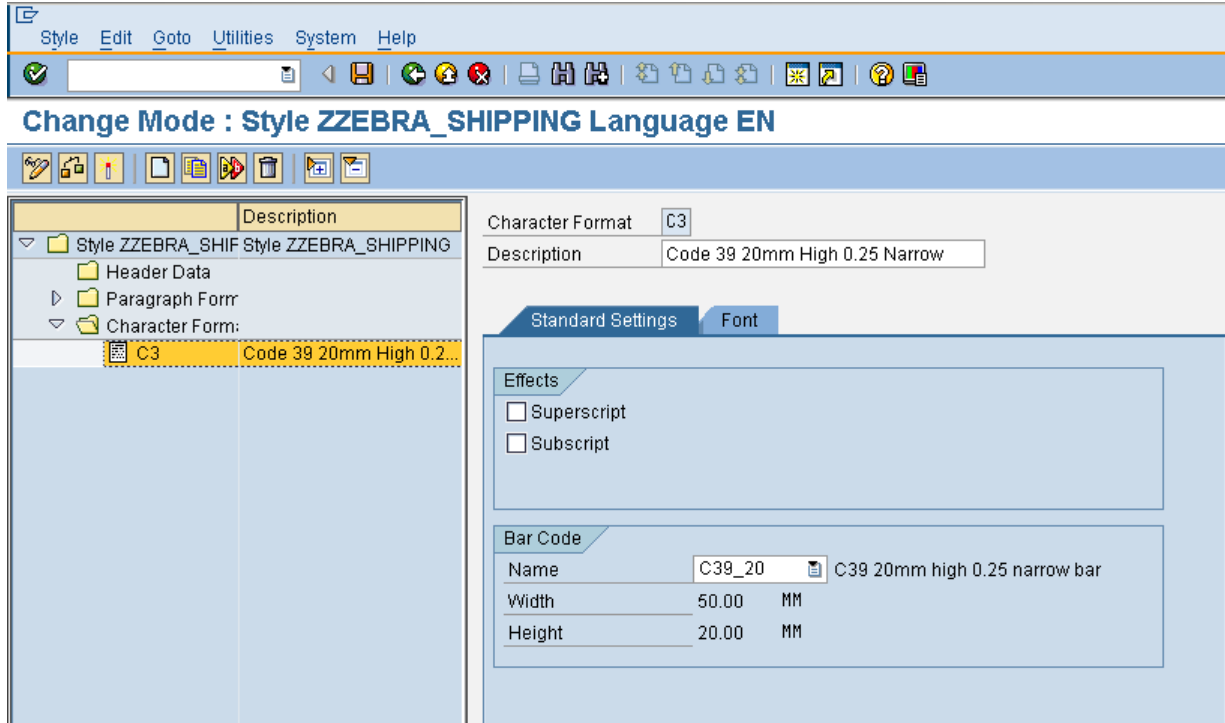 Style Edit Goto Utilities System Help
Change Mode : Style ZZEBRA_SHIPPING Language EN
Description
Style ZZEBRA_SHIF Style ZZEBRA_SHIPPING
Header Data
Paragraph Form
Character Form:
C3 Code 39 20mm High 0.2...
Character Format C3
Description Code 39 20mm High 0.25 Narrow
Standard Settings Font
Effects
Superscript
Subscript
Bar Code
Name C39_20 C39 20mm high 0.25 narrow bar
Width 50.00 MM
Height 20.00 MM